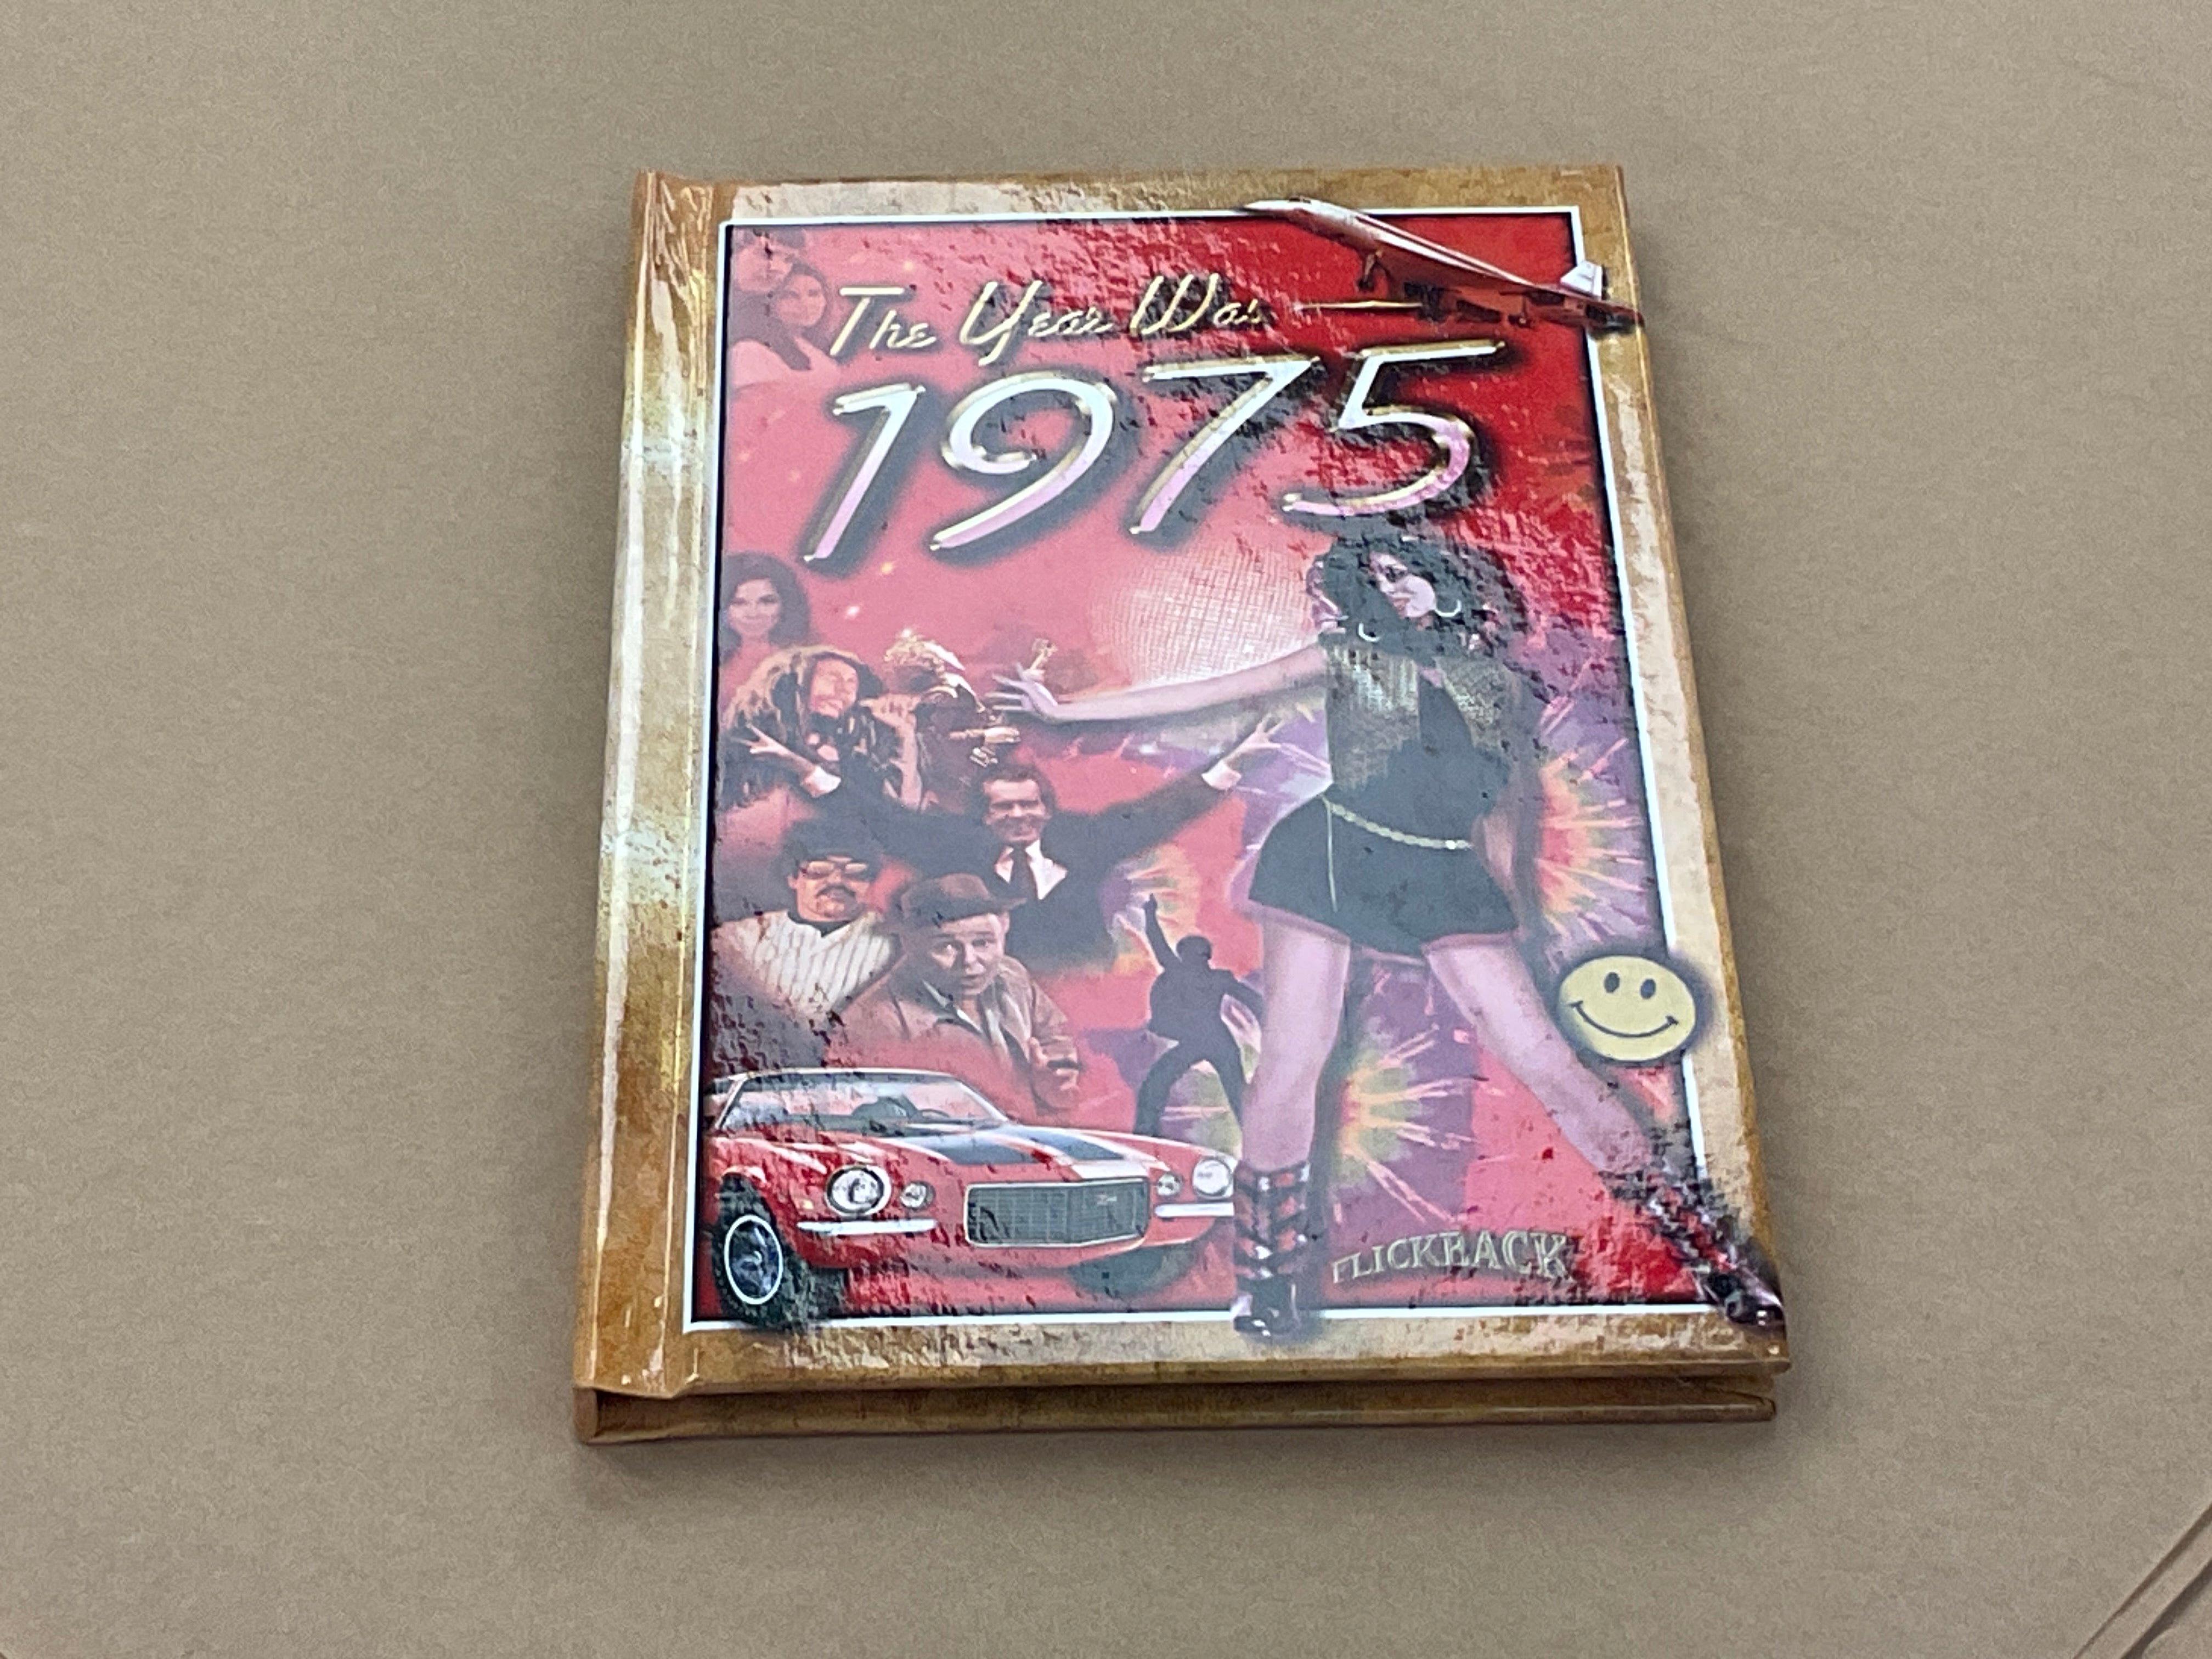 The Year Was
1975
FLICKBACK